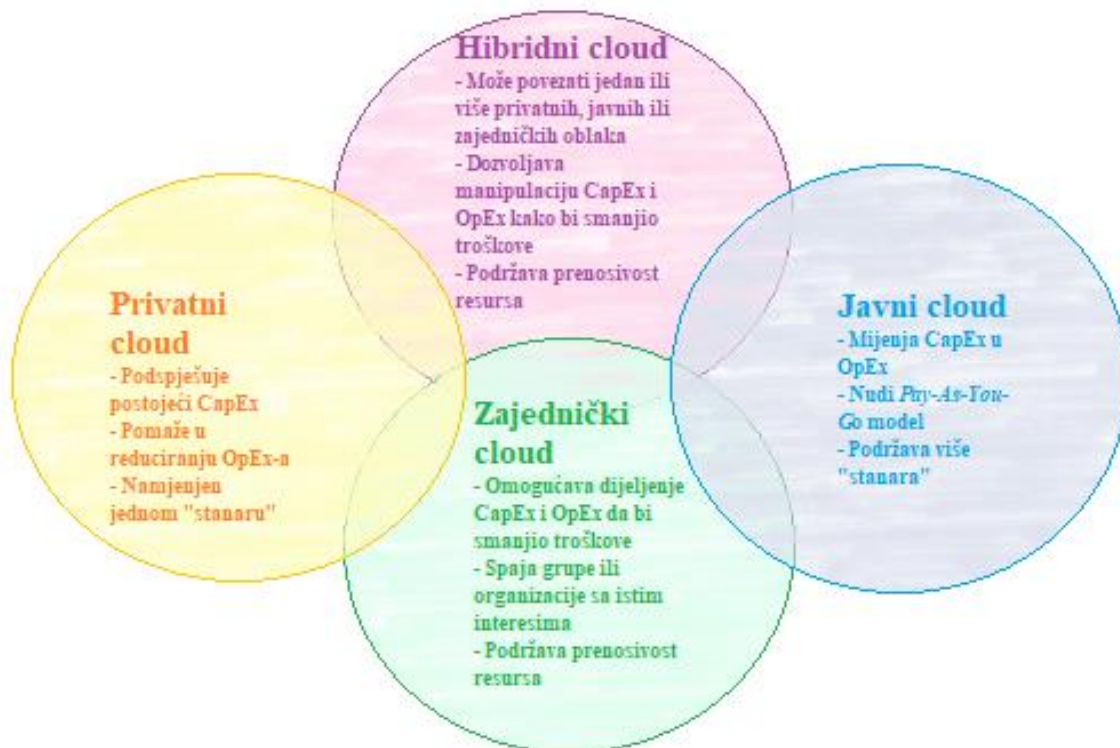 Hibridni cloud
- Može povezati jedan ili
više privatnih, javnih ili
zajedničkih oblaka
- Dozvoljava
manipulaciju CapEx i
OpEx kako bi smanjio
troškove
- Podržava prenosivost
resursa
Privatni
cloud
- Podspješuje
postojeći CapEx
- Pomaže u
reduciranju OpEx-a
- Namjenjen
jednom "stanaru"
Javni cloud
- Mijenja CapEx u
OpEx
- Nudi Pay-As-You-
Go model
- Podržava više
"stanara"
Zajednički
cloud
- Omogućava dijeljenje
CapEx i OpEx da bi
smanjio troškove
- Spaja grupe ili
organizacije sa istim
interesima
- Podržava prenosivost
resursa